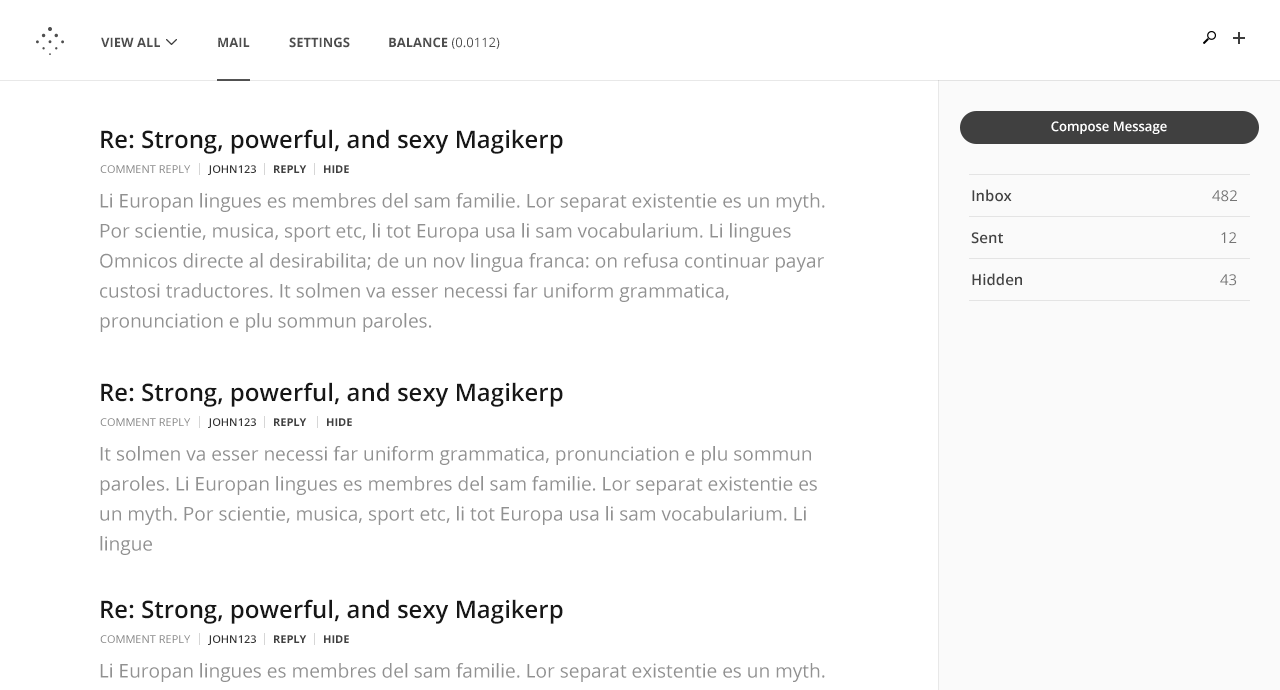 VIEW ALL MAIL SETTINGS BALANCE (0.0112)
Re: Strong, powerful, and sexy Magikerp
COMMENT REPLY JOHN123 REPLY HIDE
Li Europan lingues es membres del sam familie. Lor separat existentie es un myth.
Por scientie, musica, sport etc, li tot Europa usa li sam vocabularium. Li lingues
Omnicos directe al desirabilita; de un nov lingua franca: on refusa continuar payar
custosi traductores. It solmen va esser necessi far uniform grammatica,
pronunciation e plu sommun paroles.
Re: Strong, powerful, and sexy Magikerp
COMMENT REPLY JOHN123 REPLY HIDE
It solmen va esser necessi far uniform grammatica, pronunciation e plu sommun
paroles. Li Europan lingues es membres del sam familie. Lor separat existentie es
un myth. Por scientie, musica, sport etc, li tot Europa usa li sam vocabularium. Li
lingue
Re: Strong, powerful, and sexy Magikerp
COMMENT REPLY JOHN123 REPLY HIDE
Li Europan lingues es membres del sam familie. Lor separat existentie es un myth.
Compose Message
Inbox 482
Sent 12
Hidden 43